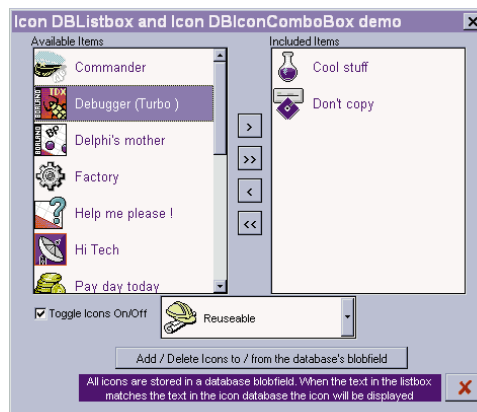 Icon DBListbox and Icon DBIconComboBox demo
Available Items
Included Items
Commander
Debugger (Turbo )
Delphi's mother
Factory
Help me please !
Hi Tech
Pay day today
Cool stuff
Don't copy
>
>>
<
<<
Toggle Icons On/Off
Reuseable
Add / Delete Icons to / from the database's blobfield
All icons are stored in a database blobfield. When the text in the listbox
matches the text in the icon database the icon will be displayed